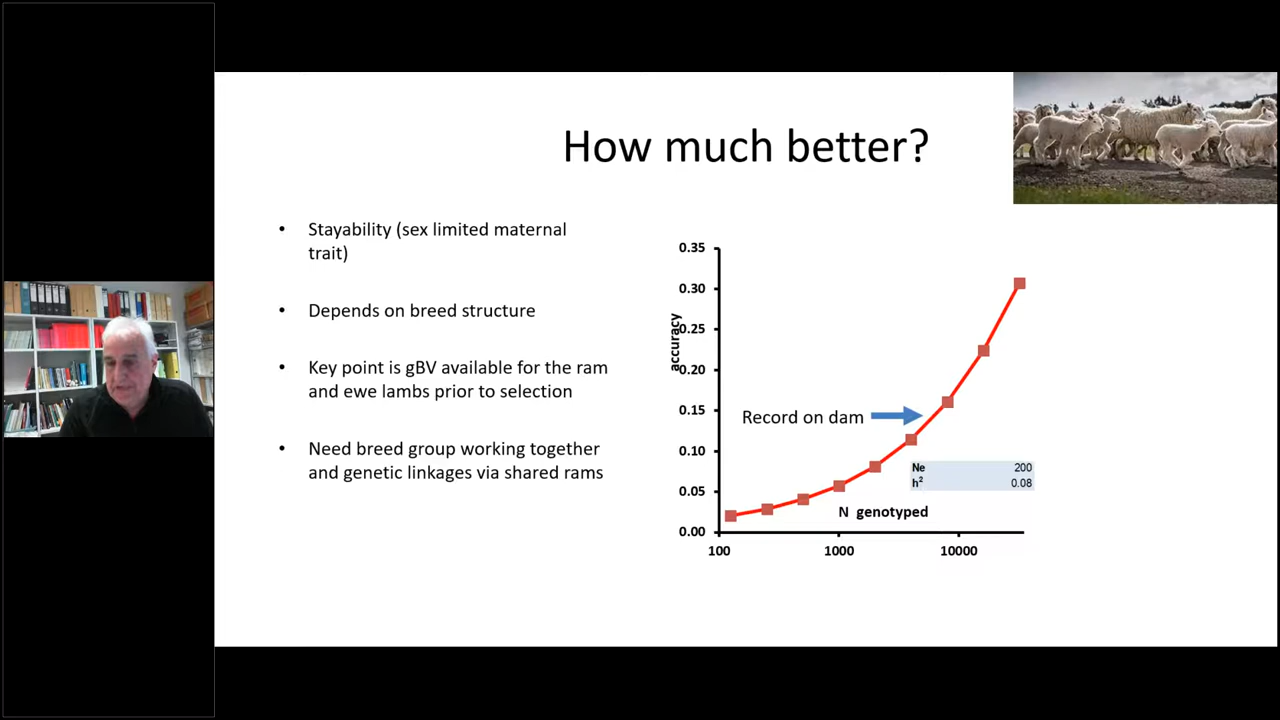 How much better?
• Stayability (sex limited maternal
trait)
• Depends on breed structure
• Key point is gBV available for the ram
and ewe lambs prior to selection
• Need breed group working together
and genetic linkages via shared rams
0.35
0.30
0.25
0.20
0.15
0.10
0.05
0.00
accuracy
Record on dam
Ne 200
h² 0.08
N genotyped
100 1000 10000